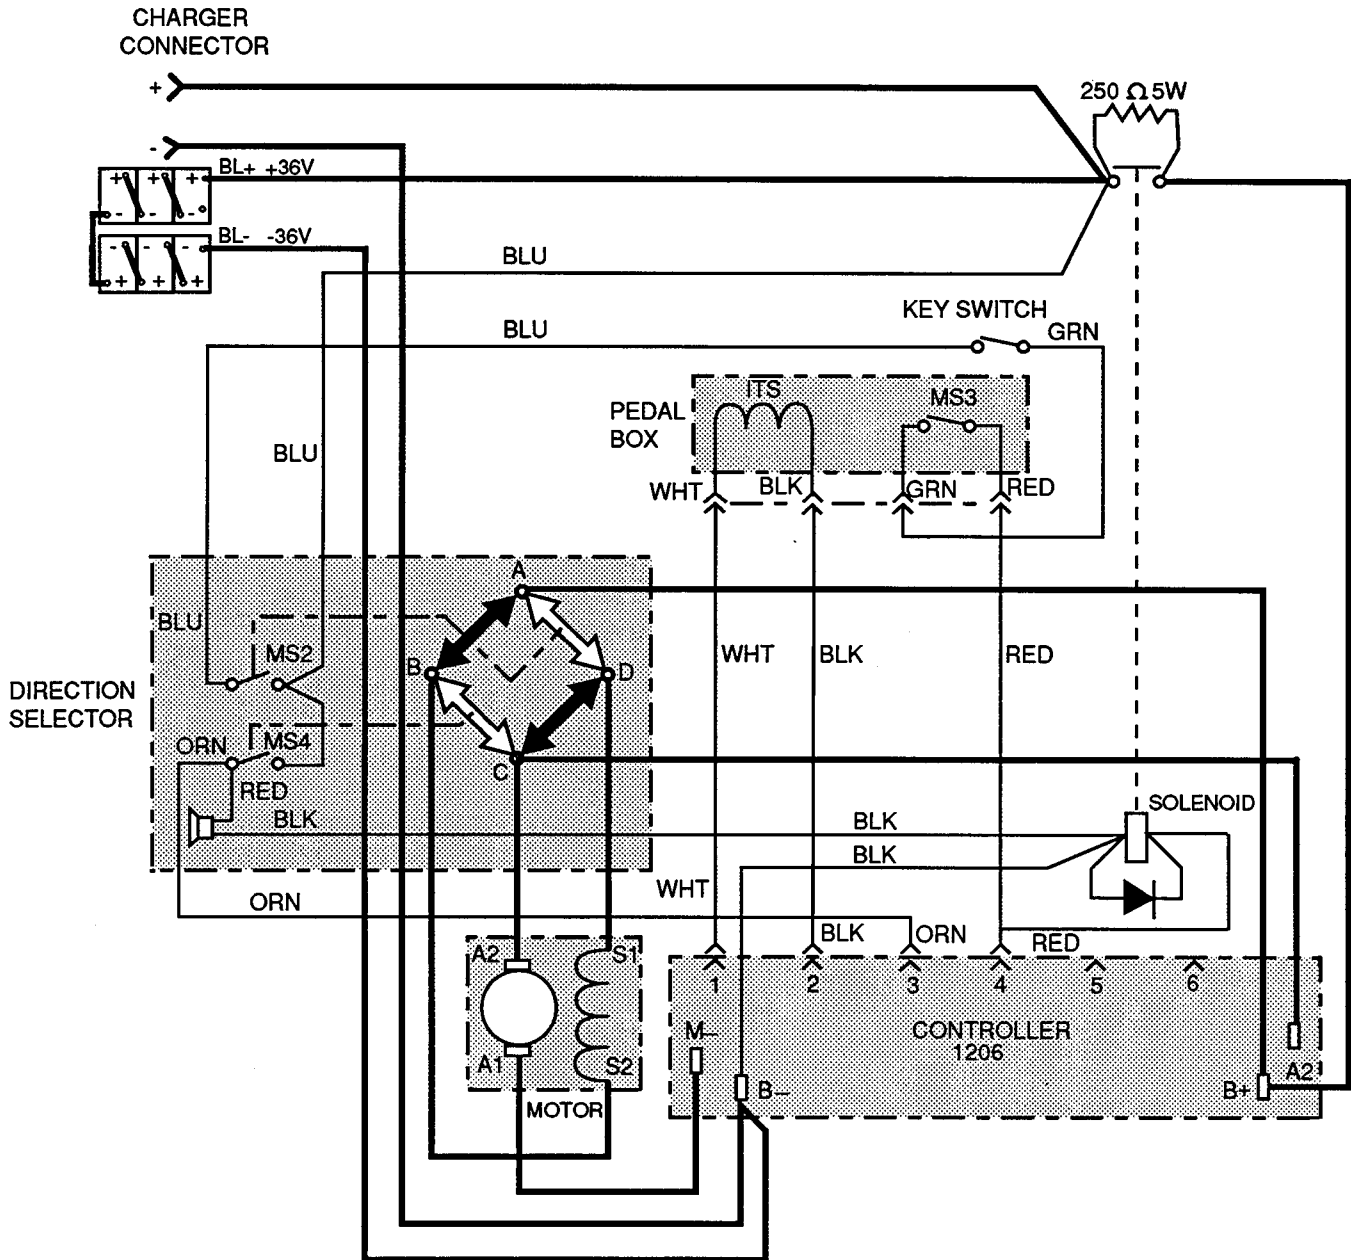 CHARGER
CONNECTOR
+
-
250 Ω 5W
BL+ +36V
+ + +
- - -
BL- -36V
- - -
+ + +
BLU
KEY SWITCH
BLU
GRN
ITS
MS3
PEDAL
BOX
BLU
WHT
BLK
GRN
RED
A
BLU
MS2
B
D
WHT
BLK
RED
DIRECTION
SELECTOR
ORN
MS4
C
RED
BLK
BLK
SOLENOID
BLK
WHT
ORN
BLK
ORN
RED
A2
S1
1
2
3
4
5
6
M–
CONTROLLER
1206
A1
S2
B–
B+
A2
MOTOR